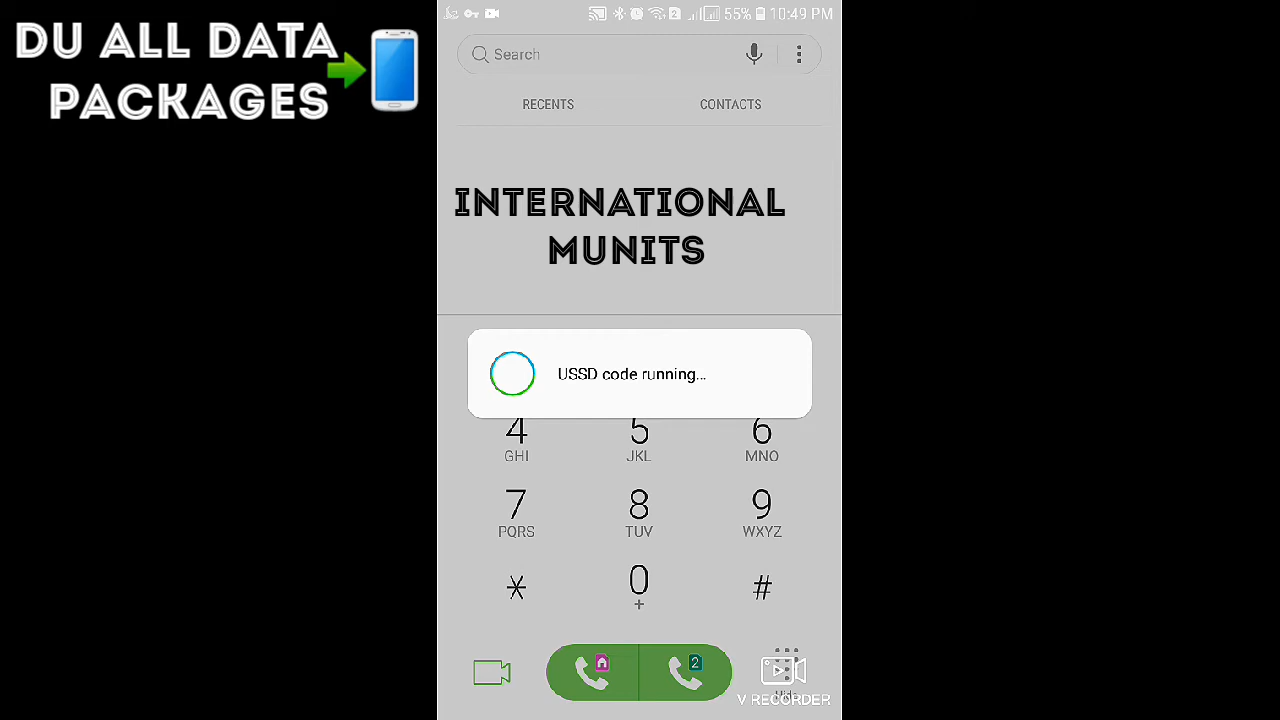 DU ALL DATA
PACKAGES
2
55%
10:49 PM
Search
RECENTS
CONTACTS
INTERNATIONAL
MUNITS
USSD code running...
4
5
6
GHI
JKL
MNO
7
8
9
PQRS
TUV
WXYZ
*
0
#
+
2
V RECORDER